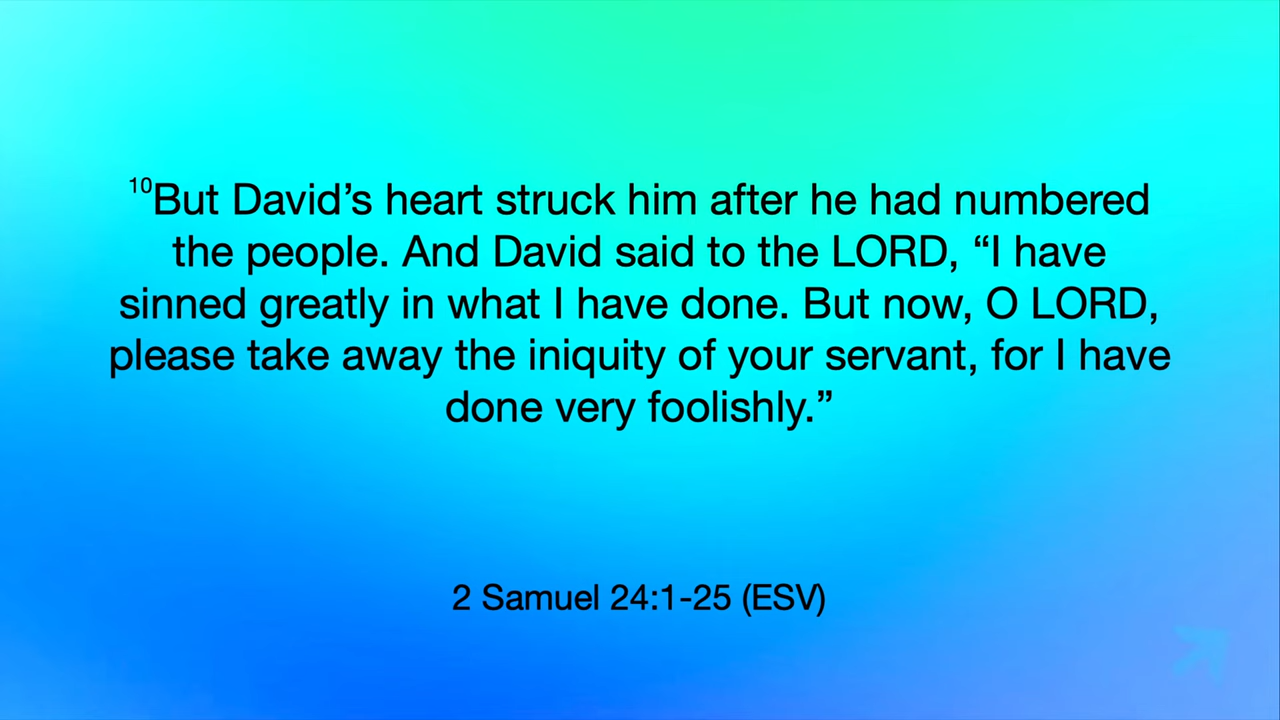 10But David’s heart struck him after he had numbered
the people. And David said to the LORD, “I have
sinned greatly in what I have done. But now, O LORD,
please take away the iniquity of your servant, for I have
done very foolishly.”
2 Samuel 24:1-25 (ESV)